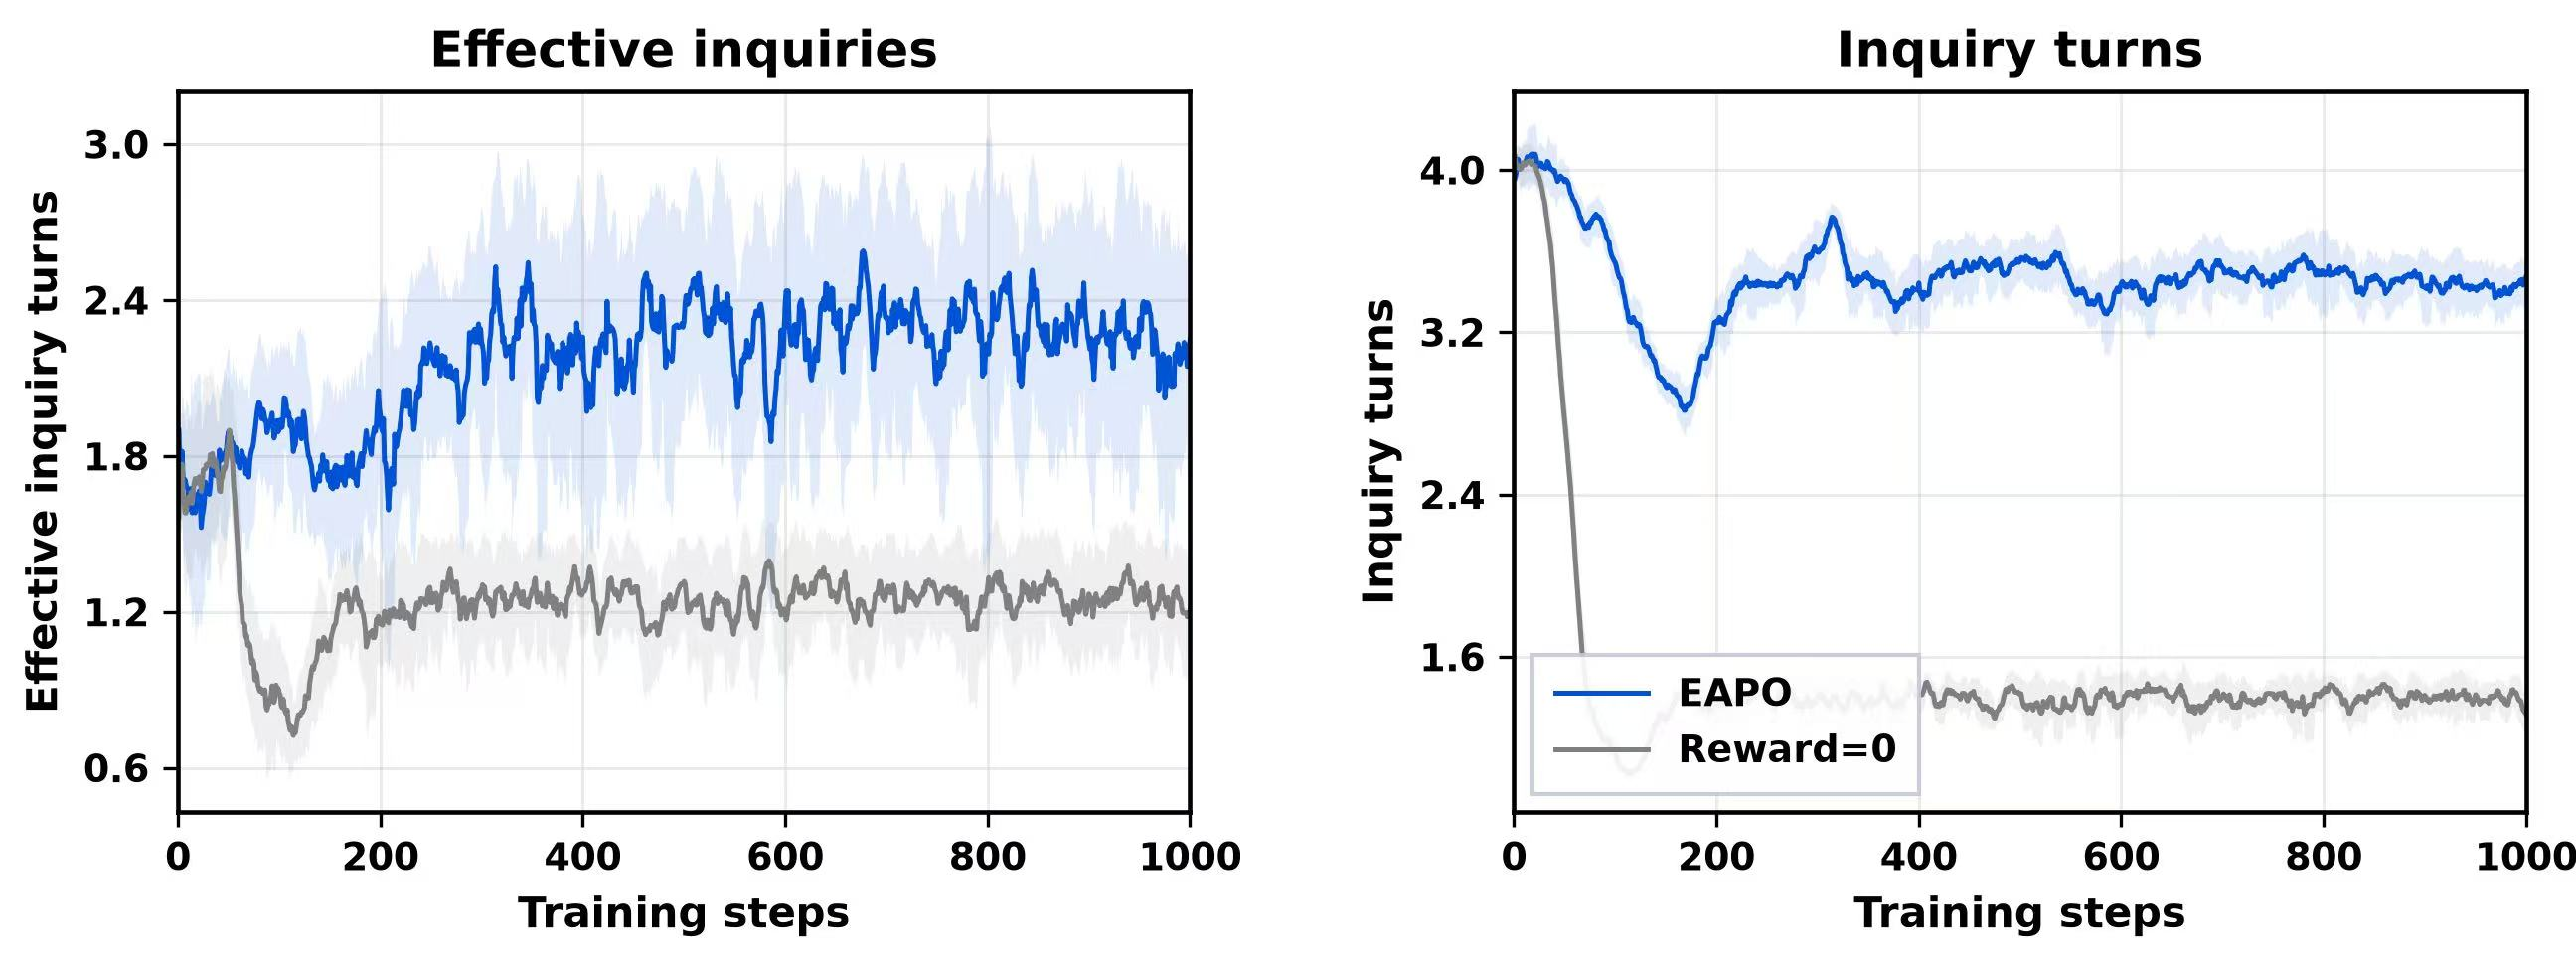 Effective inquiries
Effective inquiry turns
3.0
2.4
1.8
1.2
0.6
0 200 400 600 800 1000
Training steps
Inquiry turns
Inquiry turns
4.0
3.2
2.4
1.6
EAPO
Reward=0
0 200 400 600 800 1000
Training steps